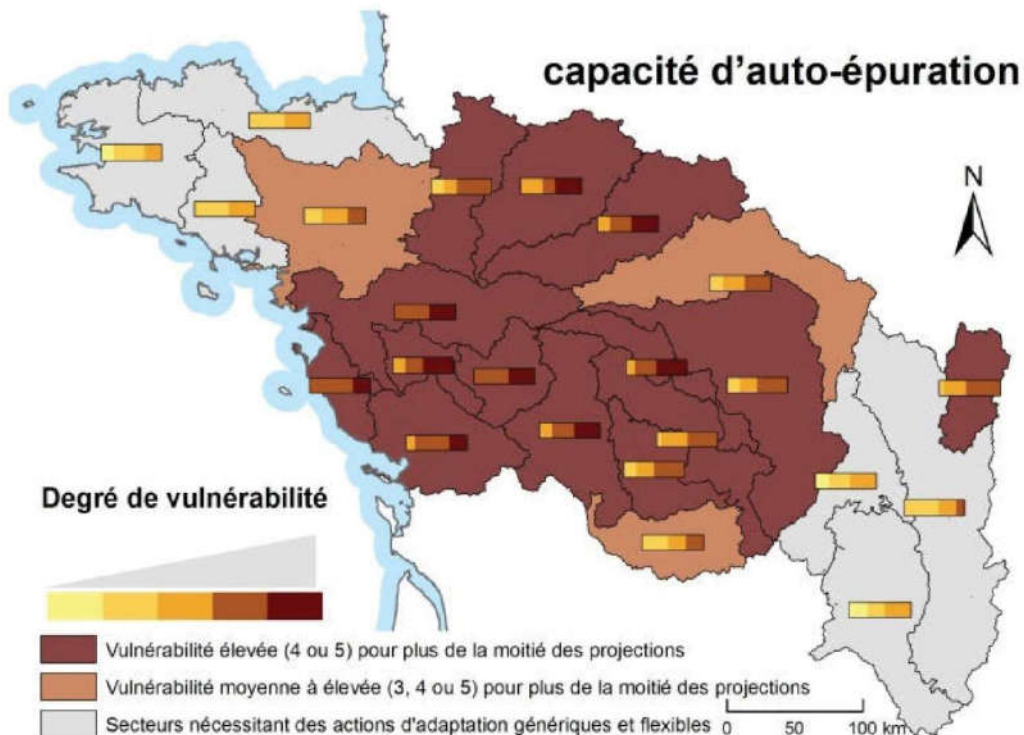 capacité d'auto-épuration
N
Degré de vulnérabilité
Vulnérabilité élevée (4 ou 5) pour plus de la moitié des projections
Vulnérabilité moyenne à élevée (3, 4 ou 5) pour plus de la moitié des projections
Secteurs nécessitant des actions d'adaptation génériques et flexibles
0 50 100 km